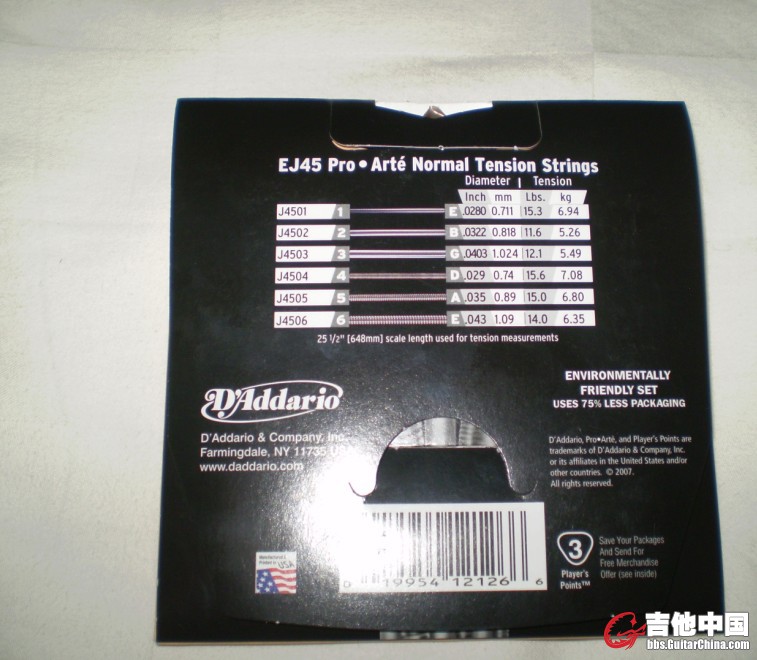 EJ45 Pro•Arté Normal Tension Strings
Diameter | Tension
Inch mm Lbs. kg
J4501 1 E .0280 0.711 15.3 6.94
J4502 2 B .0322 0.818 11.6 5.26
J4503 3 G .0403 1.024 12.1 5.49
J4504 4 D .029 0.74 15.6 7.08
J4505 5 A .035 0.89 15.0 6.80
J4506 6 E .043 1.09 14.0 6.35
25 1/2" [648mm] scale length used for tension measurements
D'Addario
D'Addario & Company, Inc.
Farmingdale, NY 11735
www.daddario.com
ENVIRONMENTALLY
FRIENDLY SET
USES 75% LESS PACKAGING
D'Addario, Pro•Arté, and Player's Points are
trademarks of D'Addario & Company, Inc.
or its affiliates in the United States and/or
other countries. © 2007.
All rights reserved.
USA
19954 12126 6
3
Player's
Points™
Save Your Packages
And Send For
Free Merchandise
Offer (see inside)
吉他中国
bbs.GuitarChina.com